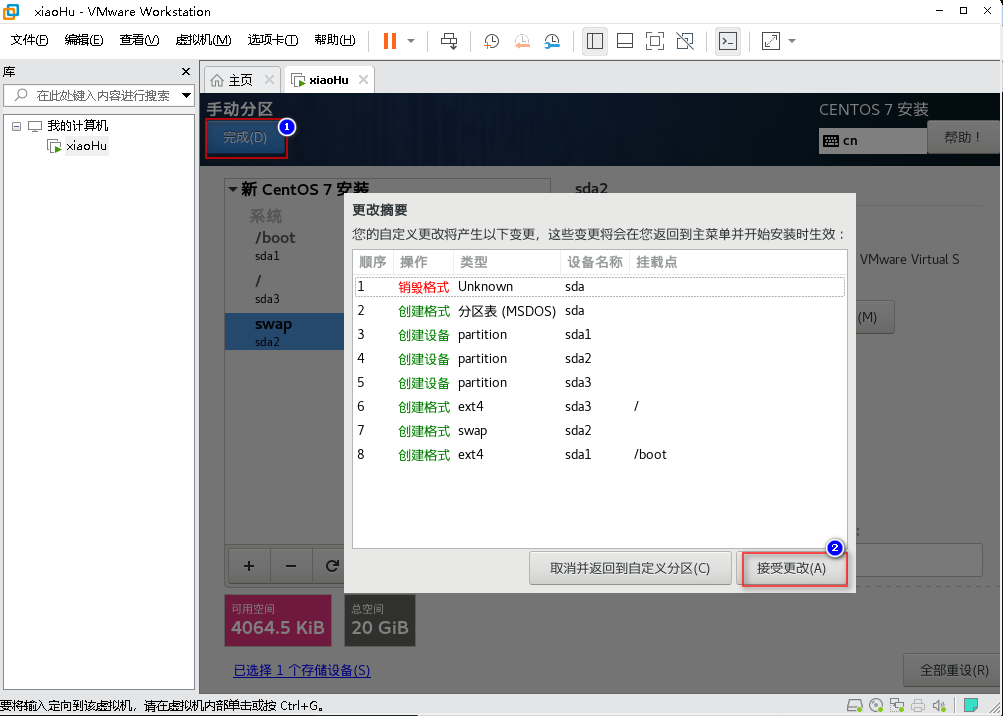 xiaoHu - VMware Workstation
文件(F) 编辑(E) 查看(V) 虚拟机(M) 选项卡(T) 帮助(H)
库
在此处键入内容进行搜索
我的计算机
xiaoHu
主页 xiaoHu
手动分区
CENTOS 7 安装
完成(D) 1
cn
帮助！
新 CentOS 7 安装
sda2
系统
/boot
sda1
/
sda3
swap
sda2
VMware Virtual S
(M)
更改摘要
您的自定义更改将产生以下变更，这些变更将会在您返回到主菜单并开始安装时生效：
顺序 操作 类型 设备名称 挂载点
1 销毁格式 Unknown sda
2 创建格式 分区表 (MSDOS) sda
3 创建设备 partition sda1
4 创建设备 partition sda2
5 创建设备 partition sda3
6 创建格式 ext4 sda3 /
7 创建格式 swap sda2
8 创建格式 ext4 sda1 /boot
2
取消并返回到自定义分区(C) 接受更改(A)
可用空间
4064.5 KiB
总空间
20 GiB
已选择 1 个存储设备(S)
全部重设(R)
要将输入定向到该虚拟机，请在虚拟机内部单击或按 Ctrl+G。